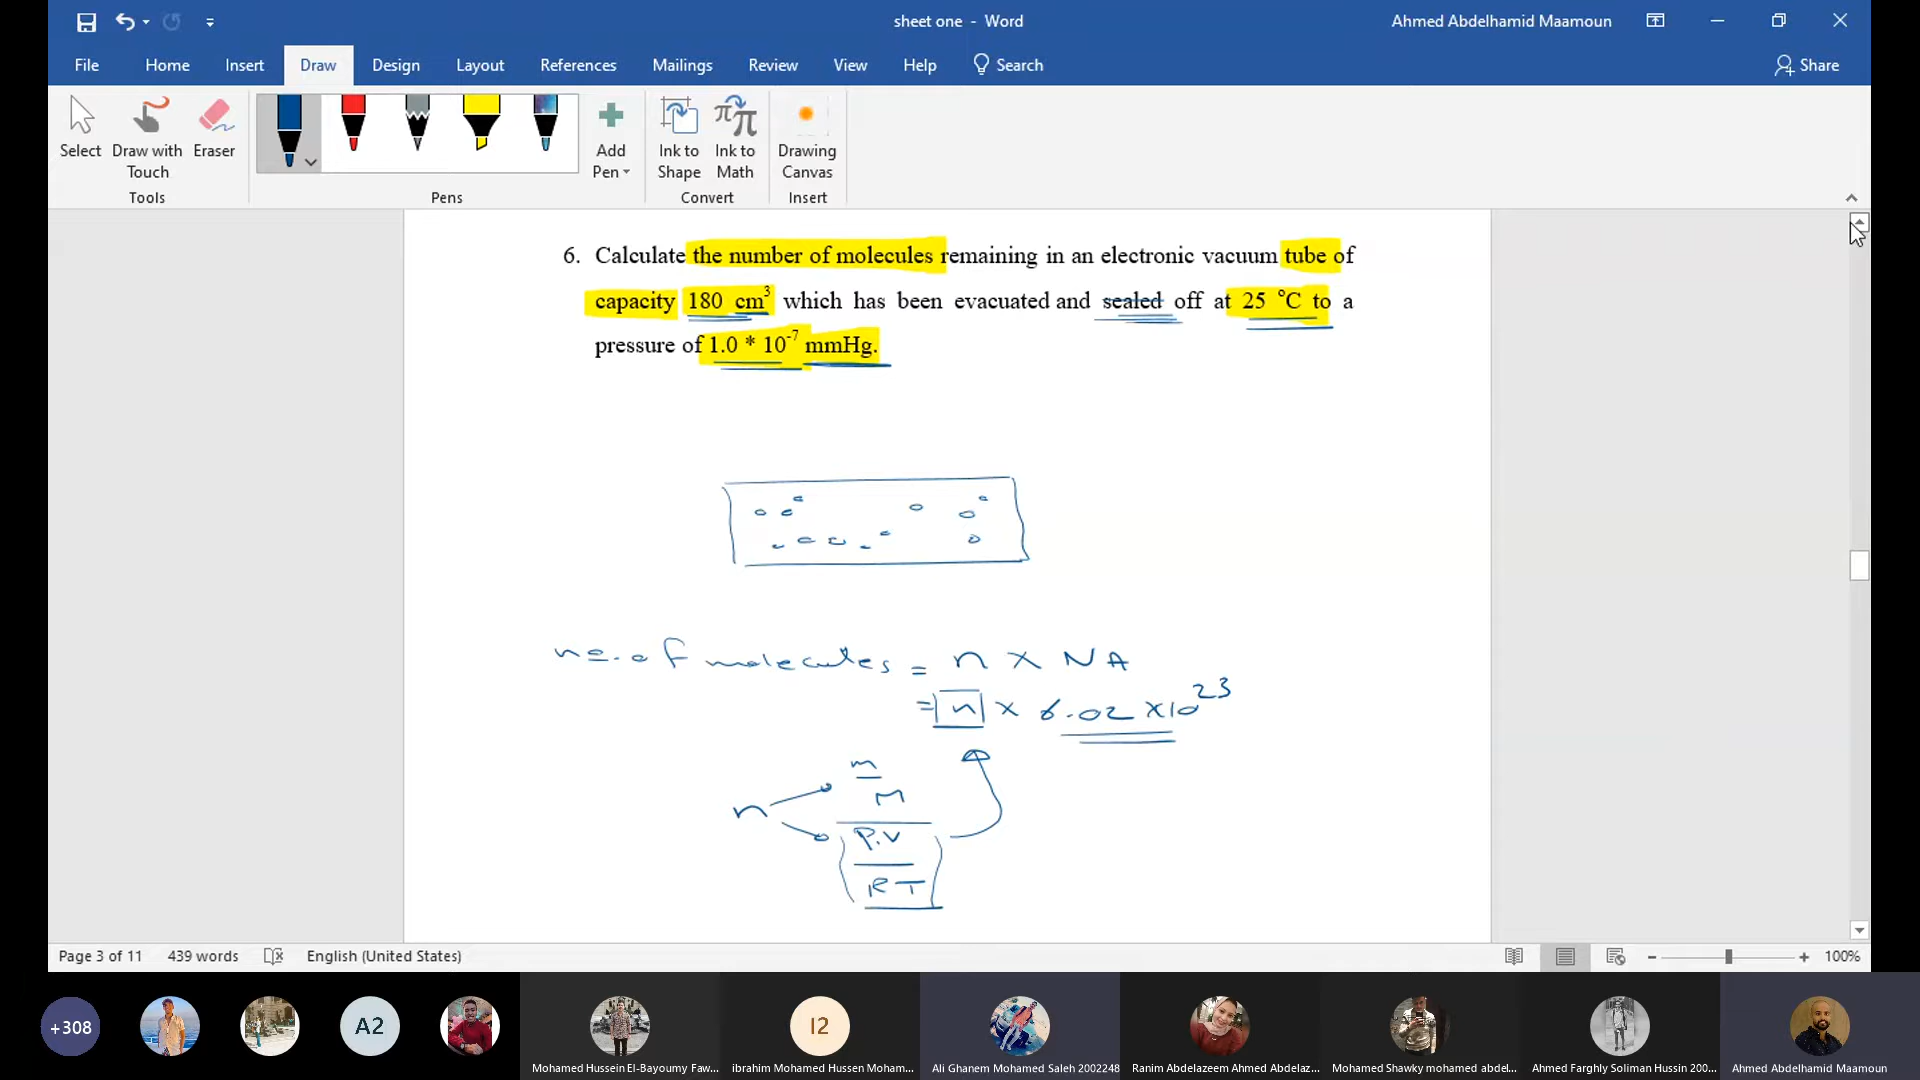 sheet one - Word
Ahmed Abdelhamid Maamoun
File Home Insert Draw Design Layout References Mailings Review View Help Search
Share
Select
Draw with Touch
Eraser
Tools
Pens
Add Pen
Ink to Shape
Ink to Math
Convert
Drawing Canvas
Insert
6. Calculate the number of molecules remaining in an electronic vacuum tube of
capacity 180 cm3 which has been evacuated and sealed off at 25 °C to a
pressure of 1.0 * 10-7 mmHg.
no. of molecules = n × NA
= n × 6.02 × 10 23
m
M
n
P.V
RT
Page 3 of 11 439 words English (United States)
100%
+308
A2
I2
Mohamed Hussein El-Bayoumy Faw...
ibrahim Mohamed Hussen Moham...
Ali Ghanem Mohamed Saleh 2002248
Ranim Abdelazeem Ahmed Abdelaz...
Mohamed Shawky mohamed abdel...
Ahmed Farghly Soliman Hussin 200...
Ahmed Abdelhamid Maamoun